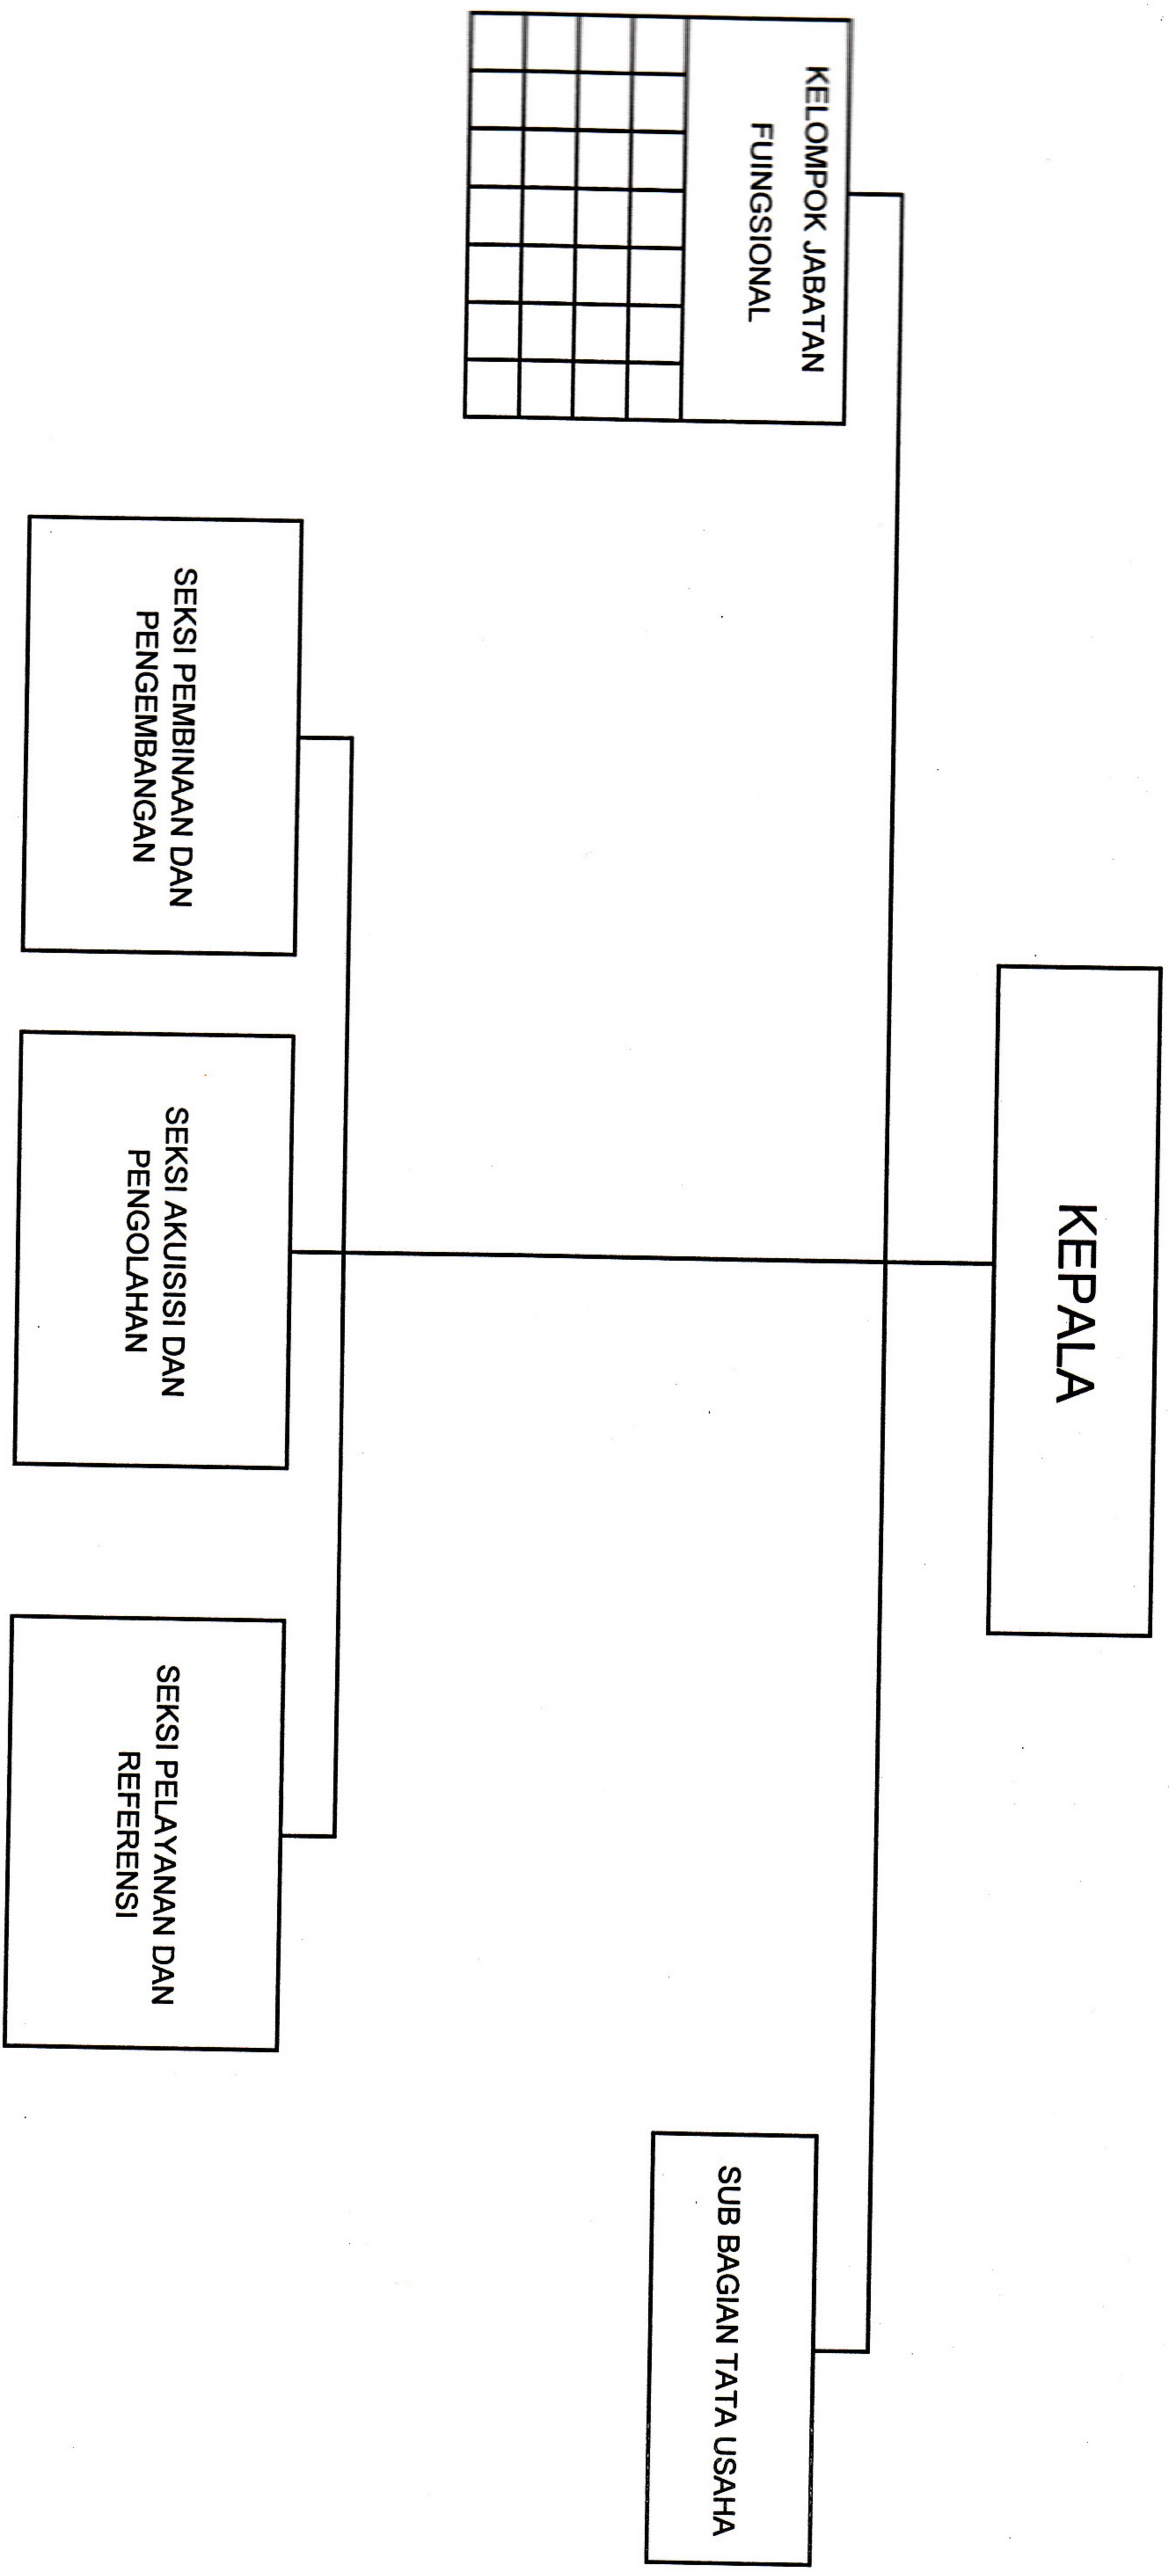 KEPALA
KELOMPOK JABATAN
FUINGSIONAL
SUB BAGIAN TATA USAHA
SEKSI PEMBINAAN DAN
PENGEMBANGAN
SEKSI AKUISISI DAN
PENGOLAHAN
SEKSI PELAYANAN DAN
REFERENSI